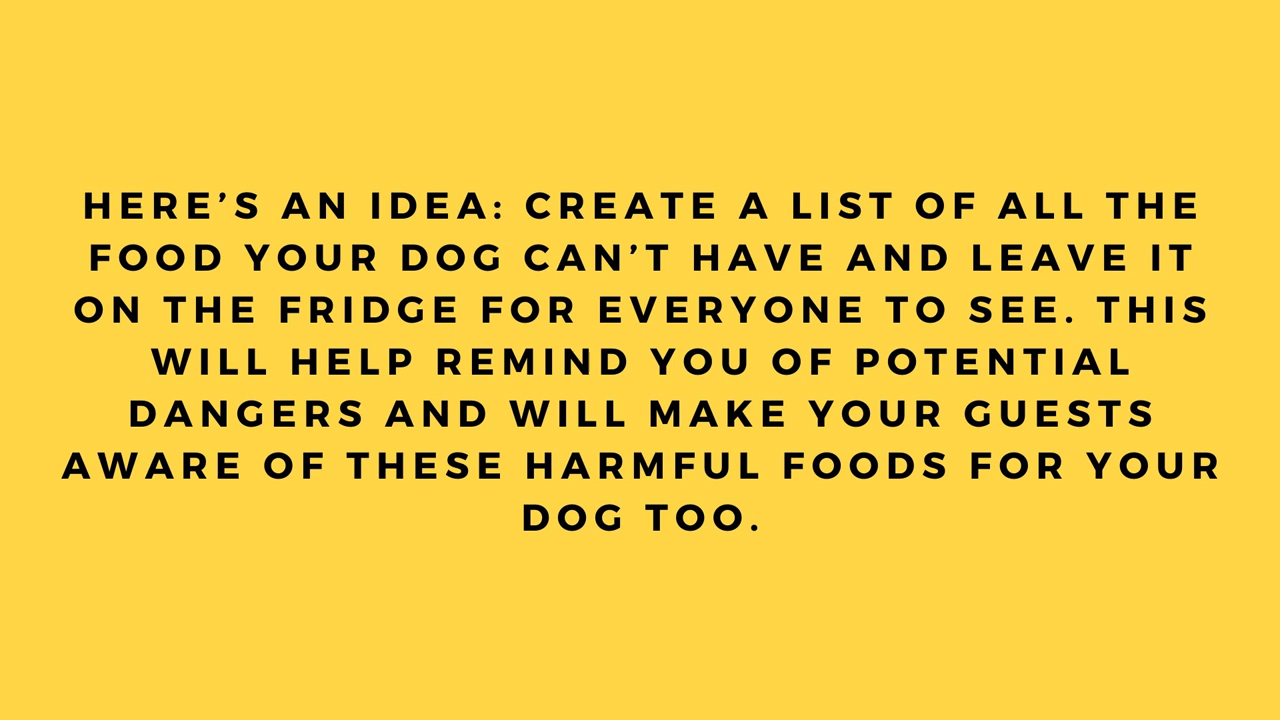 HERE’S AN IDEA: CREATE A LIST OF ALL THE
FOOD YOUR DOG CAN’T HAVE AND LEAVE IT
ON THE FRIDGE FOR EVERYONE TO SEE. THIS
WILL HELP REMIND YOU OF POTENTIAL
DANGERS AND WILL MAKE YOUR GUESTS
AWARE OF THESE HARMFUL FOODS FOR YOUR
DOG TOO.